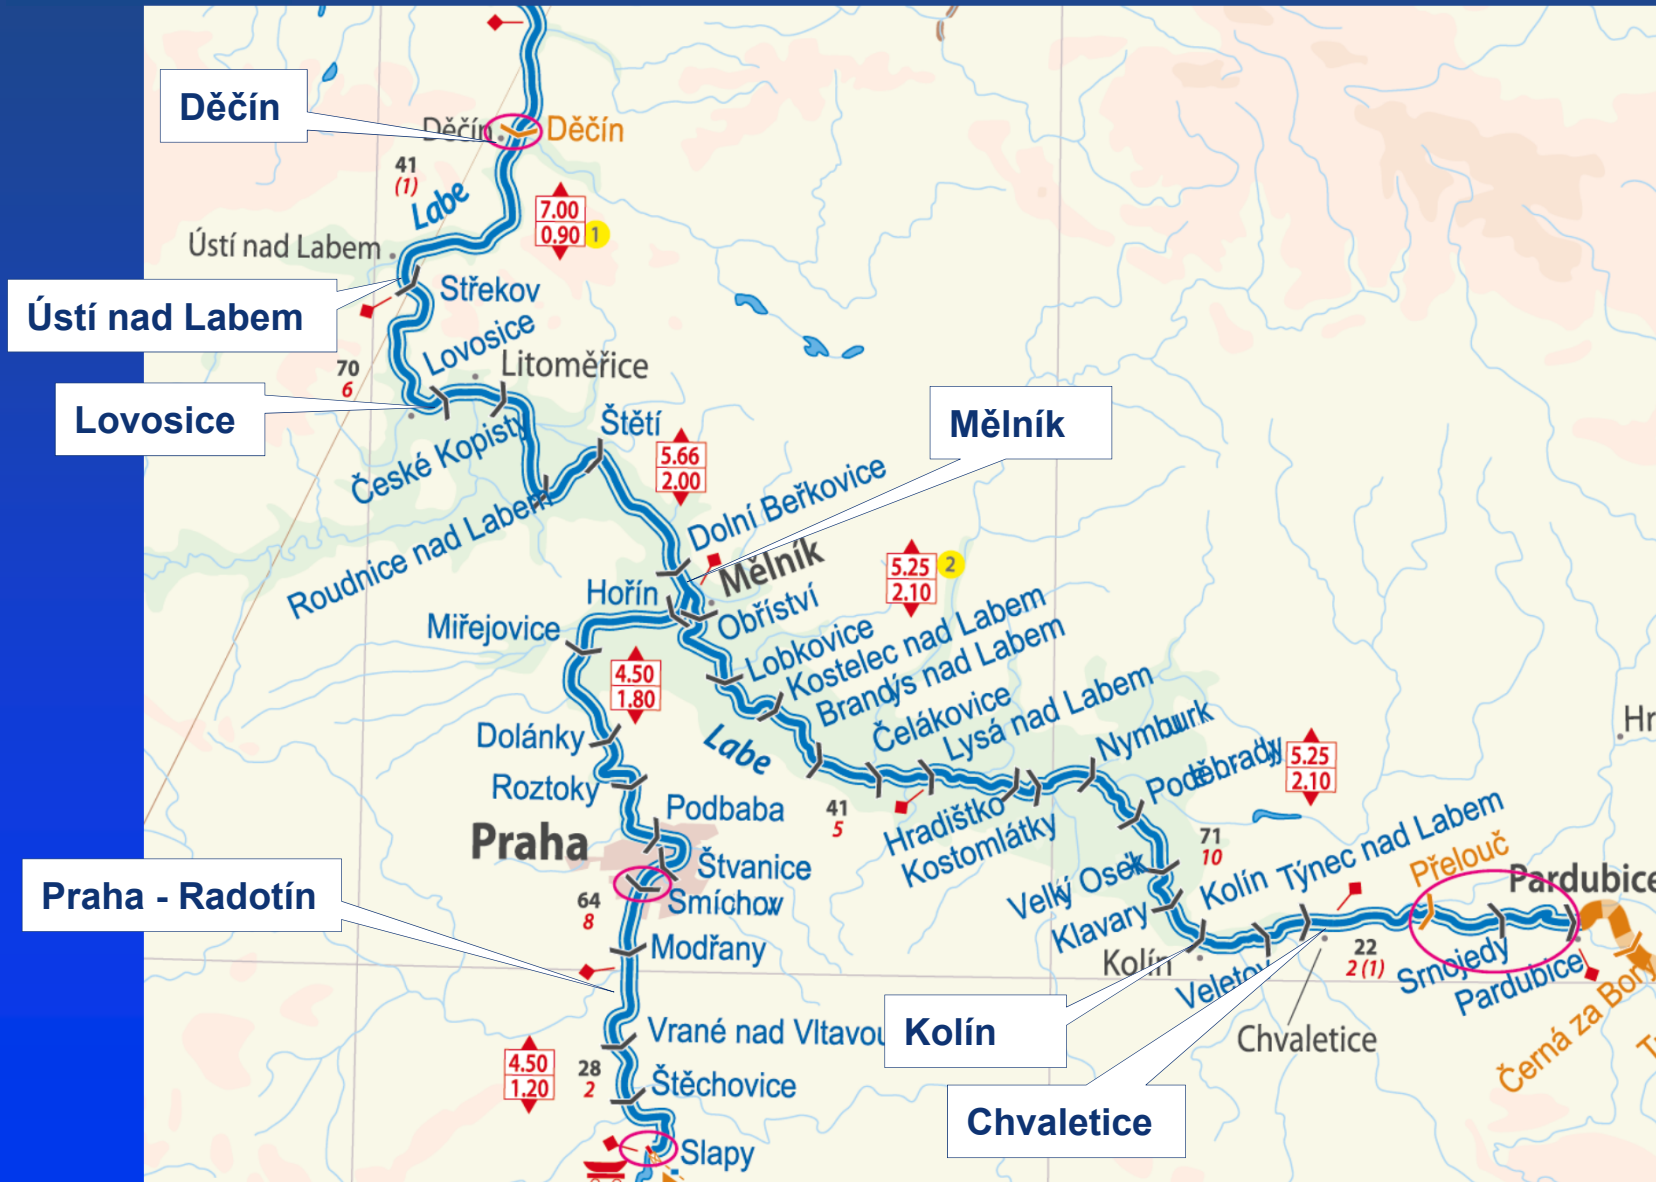 Děčín
Děčín
Děčín
41
(1)
Labe
7.00
0.90
1
Ústí nad Labem
Ústí nad Labem
Střekov
Lovosice
Litoměřice
70
6
Lovosice
České Kopisty
Štětí
Mělník
5.66
2.00
Roudnice nad Labem
Dolní Beřkovice
Mělník
5.25
2.10
2
Hořín
Obříství
Miřejovice
Lobkovice
Kostelec nad Labem
Brandýs nad Labem
4.50
1.80
Čelákovice
Lysá nad Labem
Labe
Dolánky
Nymburk
Hr
Roztoky
Poděbrady
5.25
2.10
Podbaba
41
5
Hradištko
Kostomlátky
Praha
Štvanice
71
10
Velký Osek
Kolín
Týnec nad Labem
Přelouč
Pardubice
Praha - Radotín
64
8
Smíchov
Klavary
Modřany
Kolín
Veletov
22
2 (1)
Srnojedy
Pardubice
Vrané nad Vltavou
Kolín
Chvaletice
Černá za Bory
4.50
1.20
28
2
Štěchovice
Chvaletice
Slapy